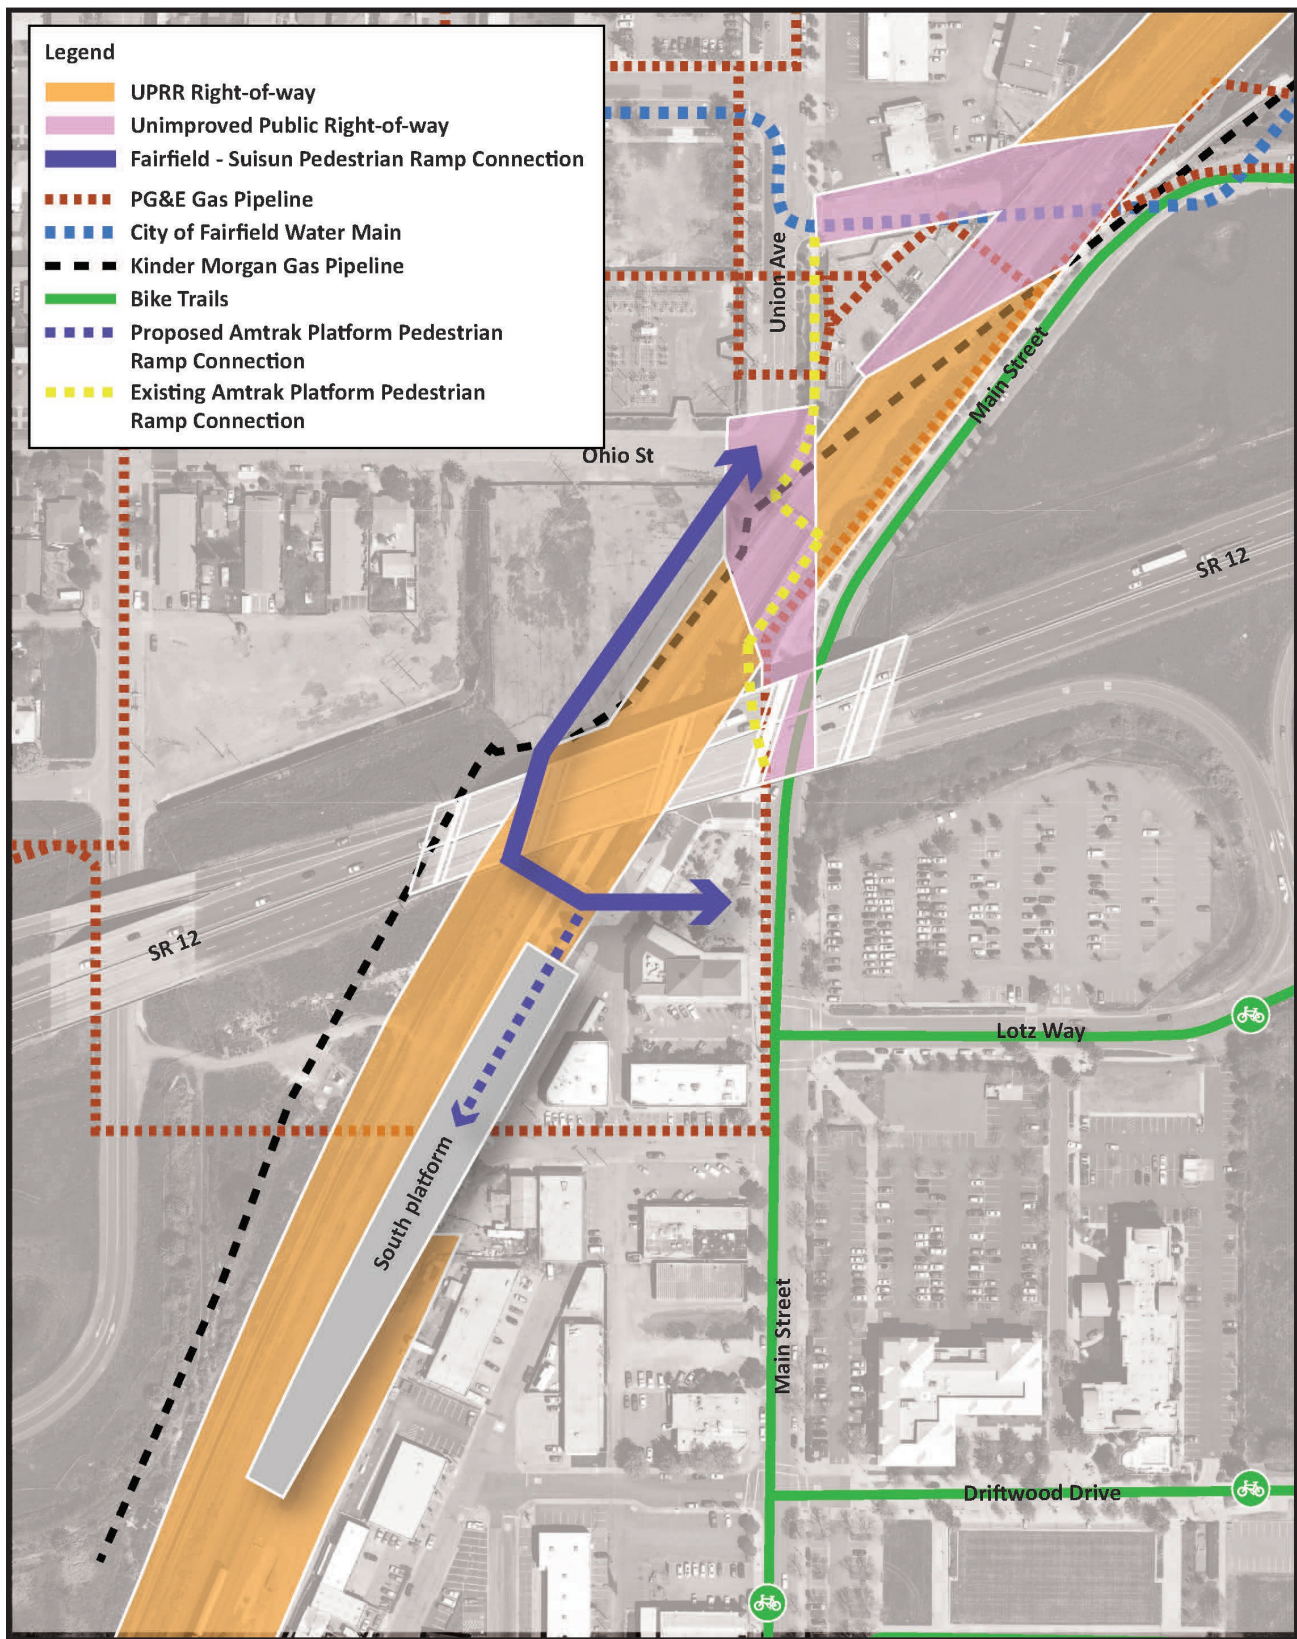 Legend
UPRR Right-of-way
Unimproved Public Right-of-way
Fairfield - Suisun Pedestrian Ramp Connection
PG&E Gas Pipeline
City of Fairfield Water Main
Kinder Morgan Gas Pipeline
Bike Trails
Proposed Amtrak Platform Pedestrian
Ramp Connection
Existing Amtrak Platform Pedestrian
Ramp Connection
Union Ave
Main Street
Ohio St
SR 12
SR 12
Lotz Way
South platform
Main Street
Driftwood Drive